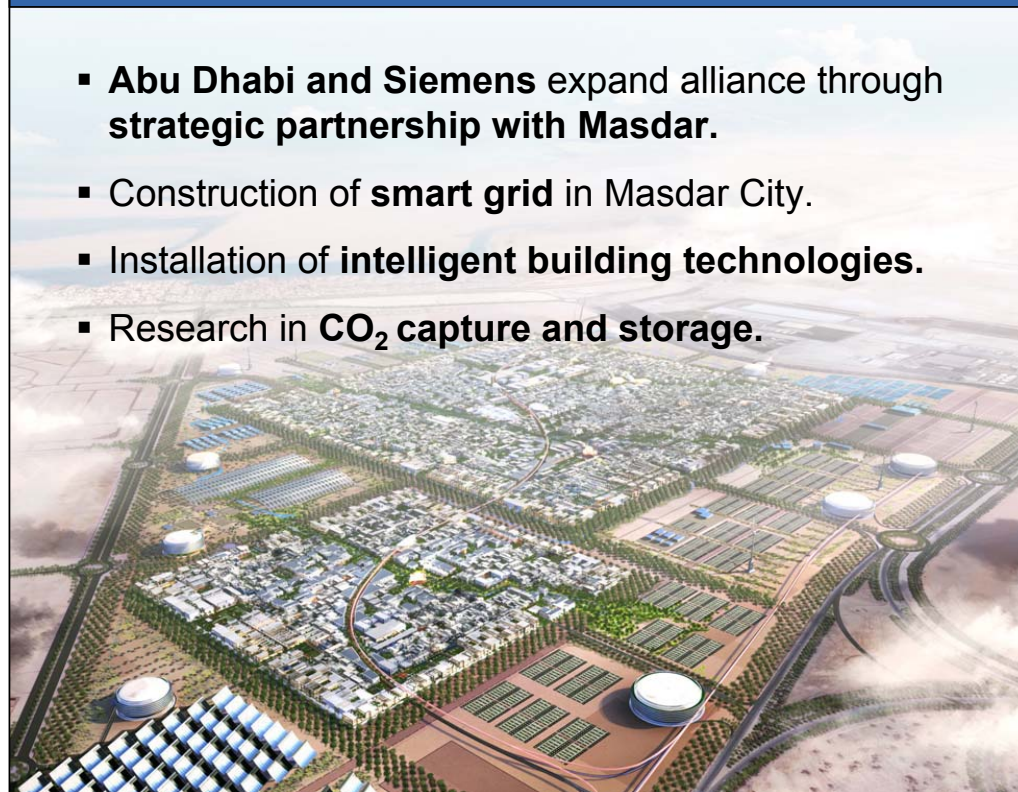 ▪ Abu Dhabi and Siemens expand alliance through
strategic partnership with Masdar.
▪ Construction of smart grid in Masdar City.
▪ Installation of intelligent building technologies.
▪ Research in CO₂ capture and storage.